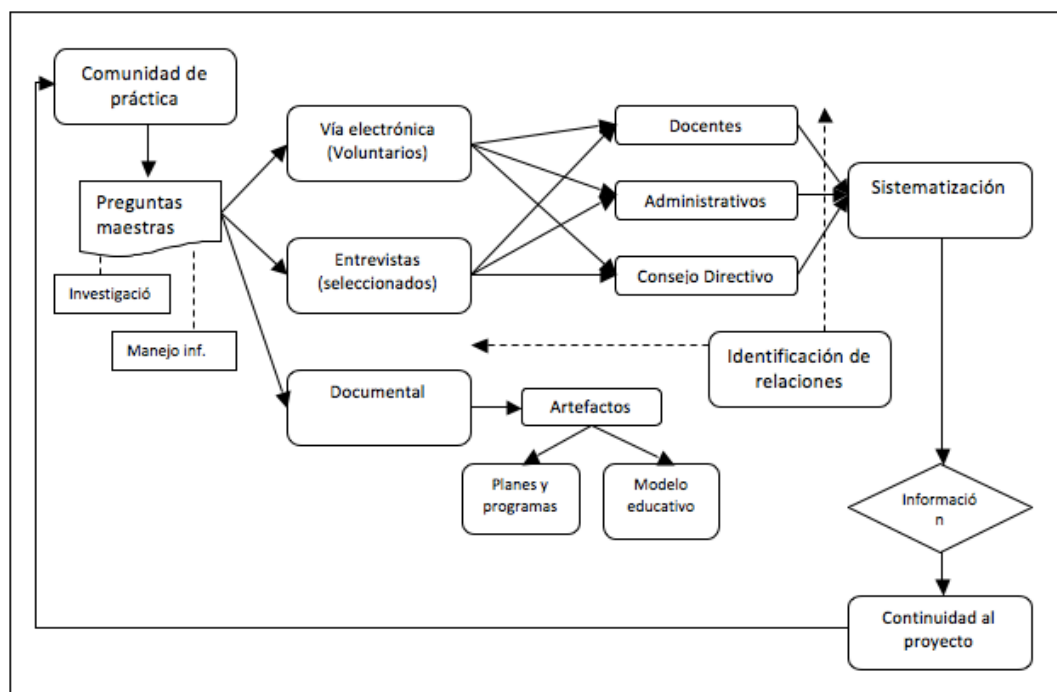 Comunidad de
práctica
Preguntas
maestras
Investigació
Manejo inf.
Vía electrónica
(Voluntarios)
Entrevistas
(seleccionados)
Documental
Docentes
Administrativos
Consejo Directivo
Identificación de
relaciones
Artefactos
Planes y
programas
Modelo
educativo
Sistematización
Informació
n
Continuidad al
proyecto